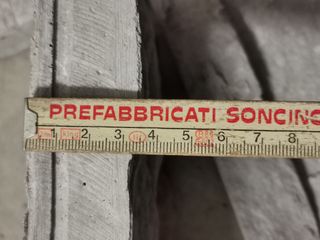 PREFABBRICATI SONCINO
1 2 3 4 5 6 7 8